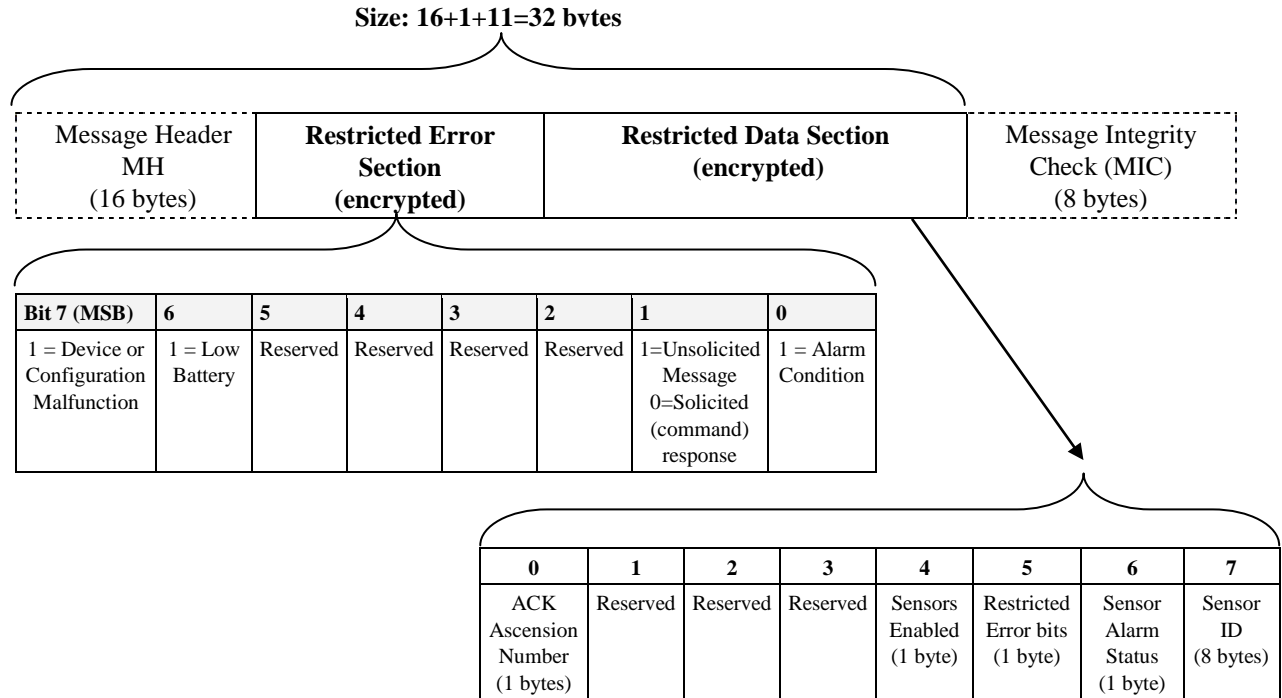 Size: 16+1+11=32 bytes
Message Header
MH
(16 bytes)
Restricted Error
Section
(encrypted)
Restricted Data Section
(encrypted)
Message Integrity
Check (MIC)
(8 bytes)
Bit 7 (MSB)
6
5
4
3
2
1
0
1 = Device or
Configuration
Malfunction
1 = Low
Battery
Reserved
Reserved
Reserved
Reserved
1=Unsolicited
Message
0=Solicited
(command)
response
1 = Alarm
Condition
0
1
2
3
4
5
6
7
ACK
Ascension
Number
(1 bytes)
Reserved
Reserved
Reserved
Sensors
Enabled
(1 byte)
Restricted
Error bits
(1 byte)
Sensor
Alarm
Status
(1 byte)
Sensor
ID
(8 bytes)